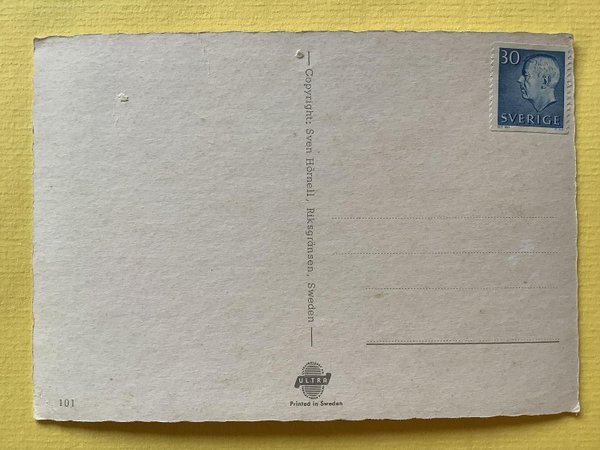 30
SVERIGE
— Copyright: Sven Hörnell, Riksgränsen, Sweden —
ULTRA
Printed in Sweden
101